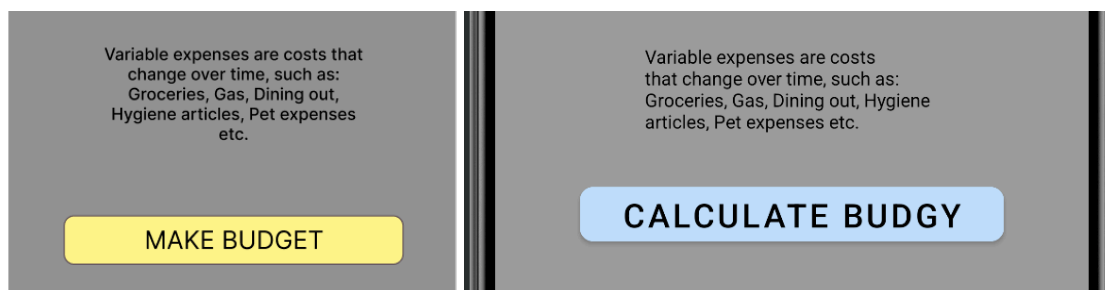 Variable expenses are costs that
change over time, such as:
Groceries, Gas, Dining out,
Hygiene articles, Pet expenses
etc.
MAKE BUDGET
Variable expenses are costs
that change over time, such as:
Groceries, Gas, Dining out, Hygiene
articles, Pet expenses etc.
CALCULATE BUDGY